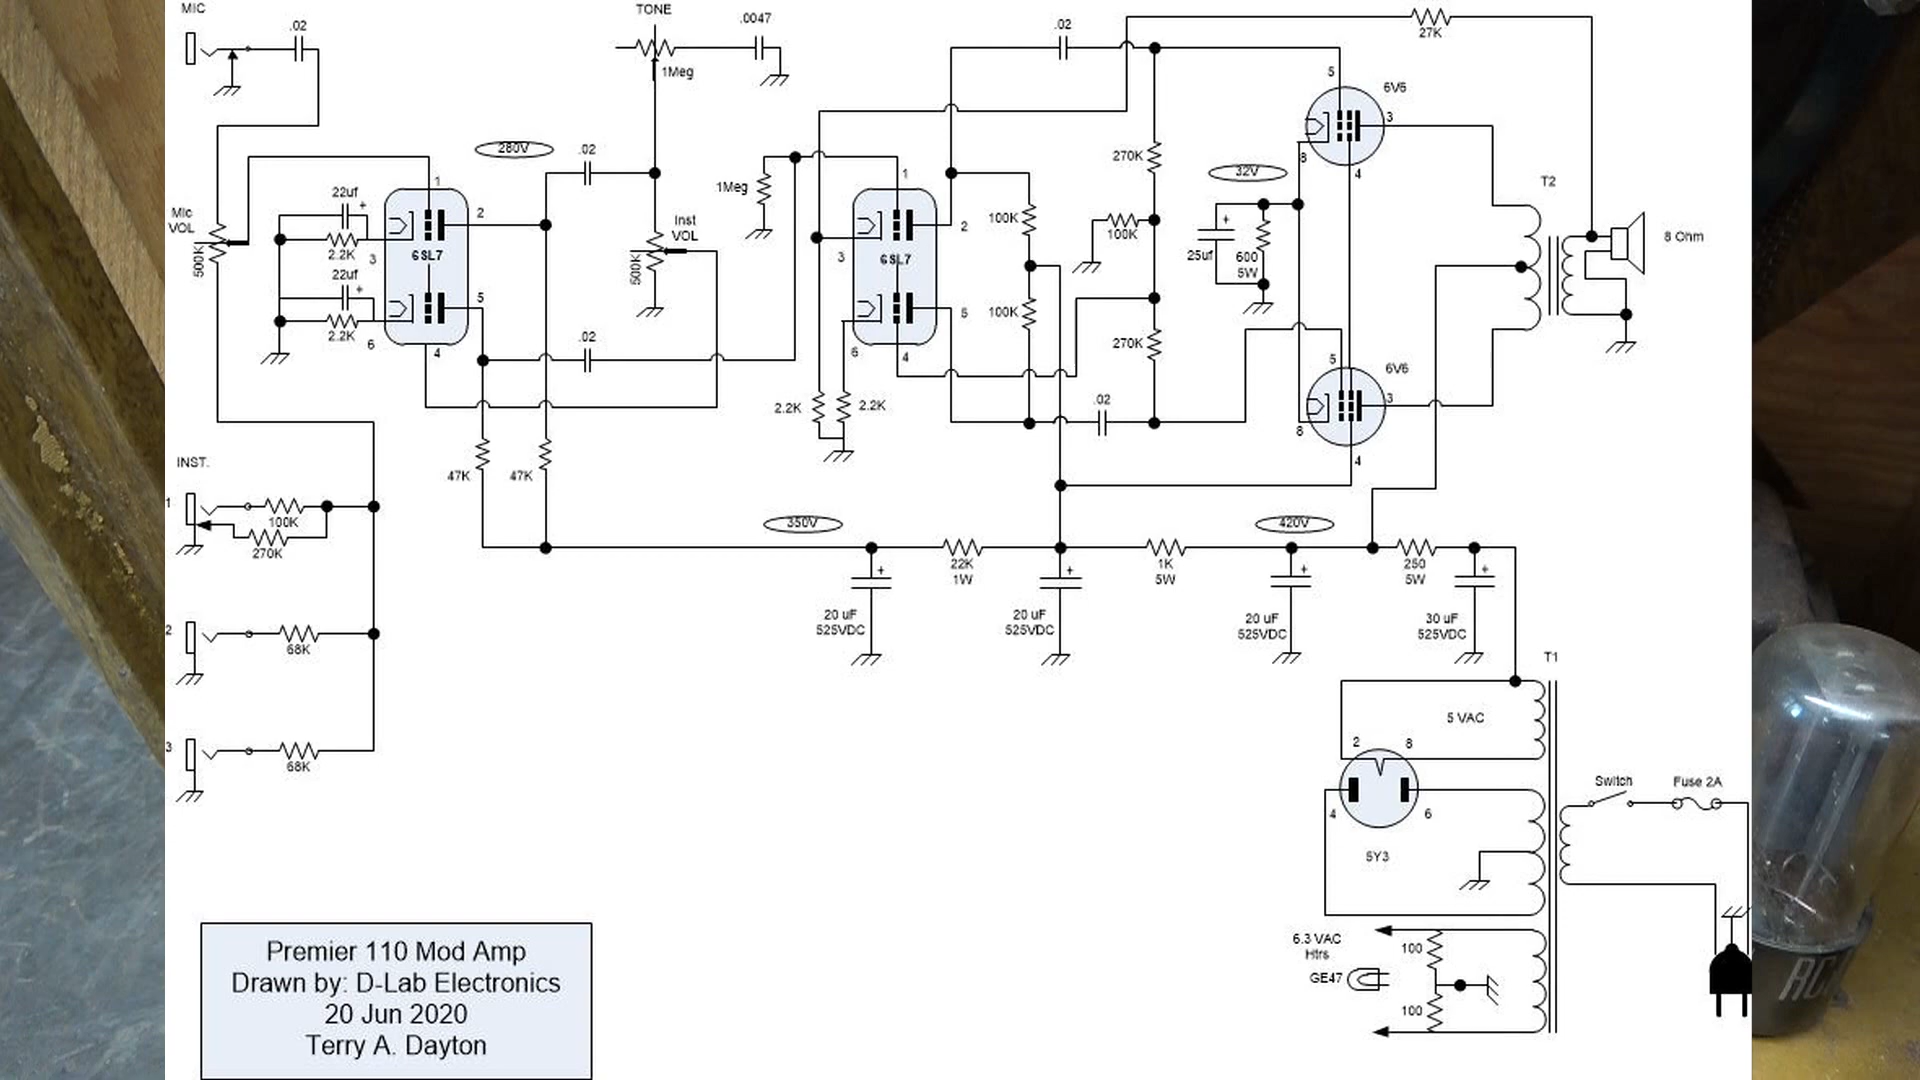 MIC
.02
TONE
.0047
1Meg
.02
27K
5
6V6
3
8
4
280V
.02
1Meg
1
2
22uf
+
2.2K
3
6SL7
22uf
+
2.2K
5
6
4
Mic
VOL
500K
Inst
VOL
500K
.02
1
2
3
6SL7
5
6
4
100K
100K
270K
100K
270K
32V
+
25uf
600
5W
T2
8 Ohm
2.2K
2.2K
.02
5
6V6
3
8
4
47K
47K
INST.
1
100K
270K
2
68K
3
68K
350V
420V
22K
1W
1K
5W
250
5W
+
20 uF
525VDC
+
20 uF
525VDC
+
20 uF
525VDC
+
30 uF
525VDC
T1
5 VAC
2
8
4
6
5Y3
Switch
Fuse 2A
6.3 VAC
Htrs
GE47
100
100
Premier 110 Mod Amp
Drawn by: D-Lab Electronics
20 Jun 2020
Terry A. Dayton